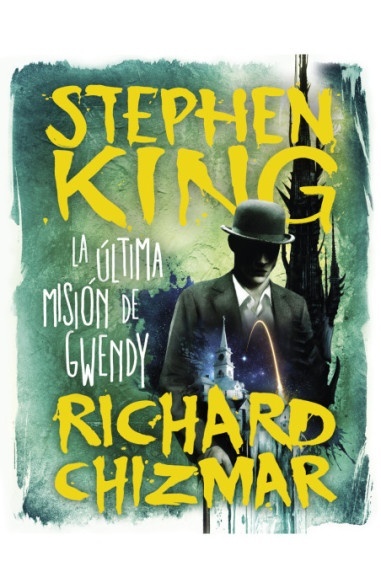 STEPHEN
KING
LA ÚLTIMA
MISIÓN DE
GWENDY
RICHARD
CHIZMAR